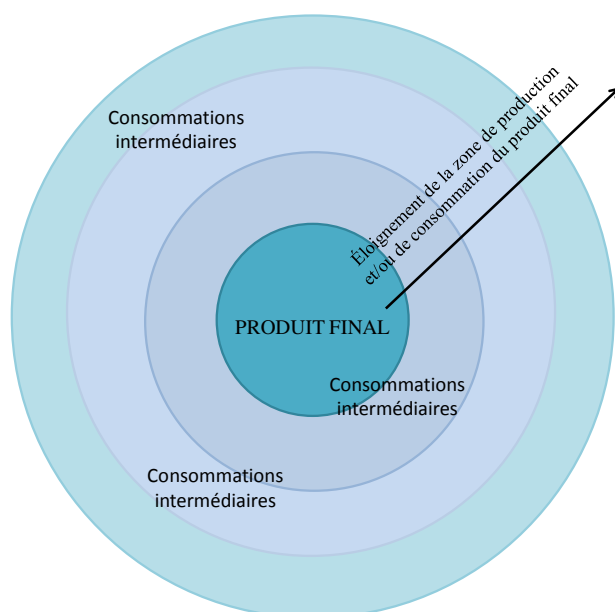 Consommations
intermédiaires
Éloignement de la zone de production
et/ou de consommation du produit final
PRODUIT FINAL
Consommations
intermédiaires
Consommations
intermédiaires